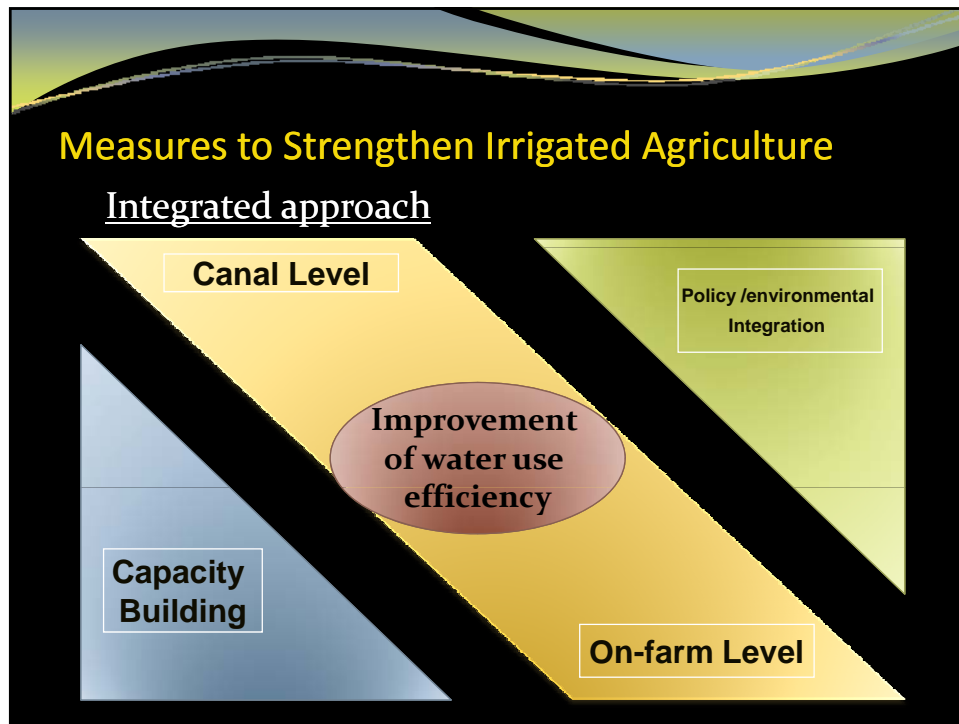 Measures to Strengthen Irrigated Agriculture
Integrated approach
Canal Level
Policy /environmental
Integration
Improvement
of water use
efficiency
Capacity
Building
On-farm Level